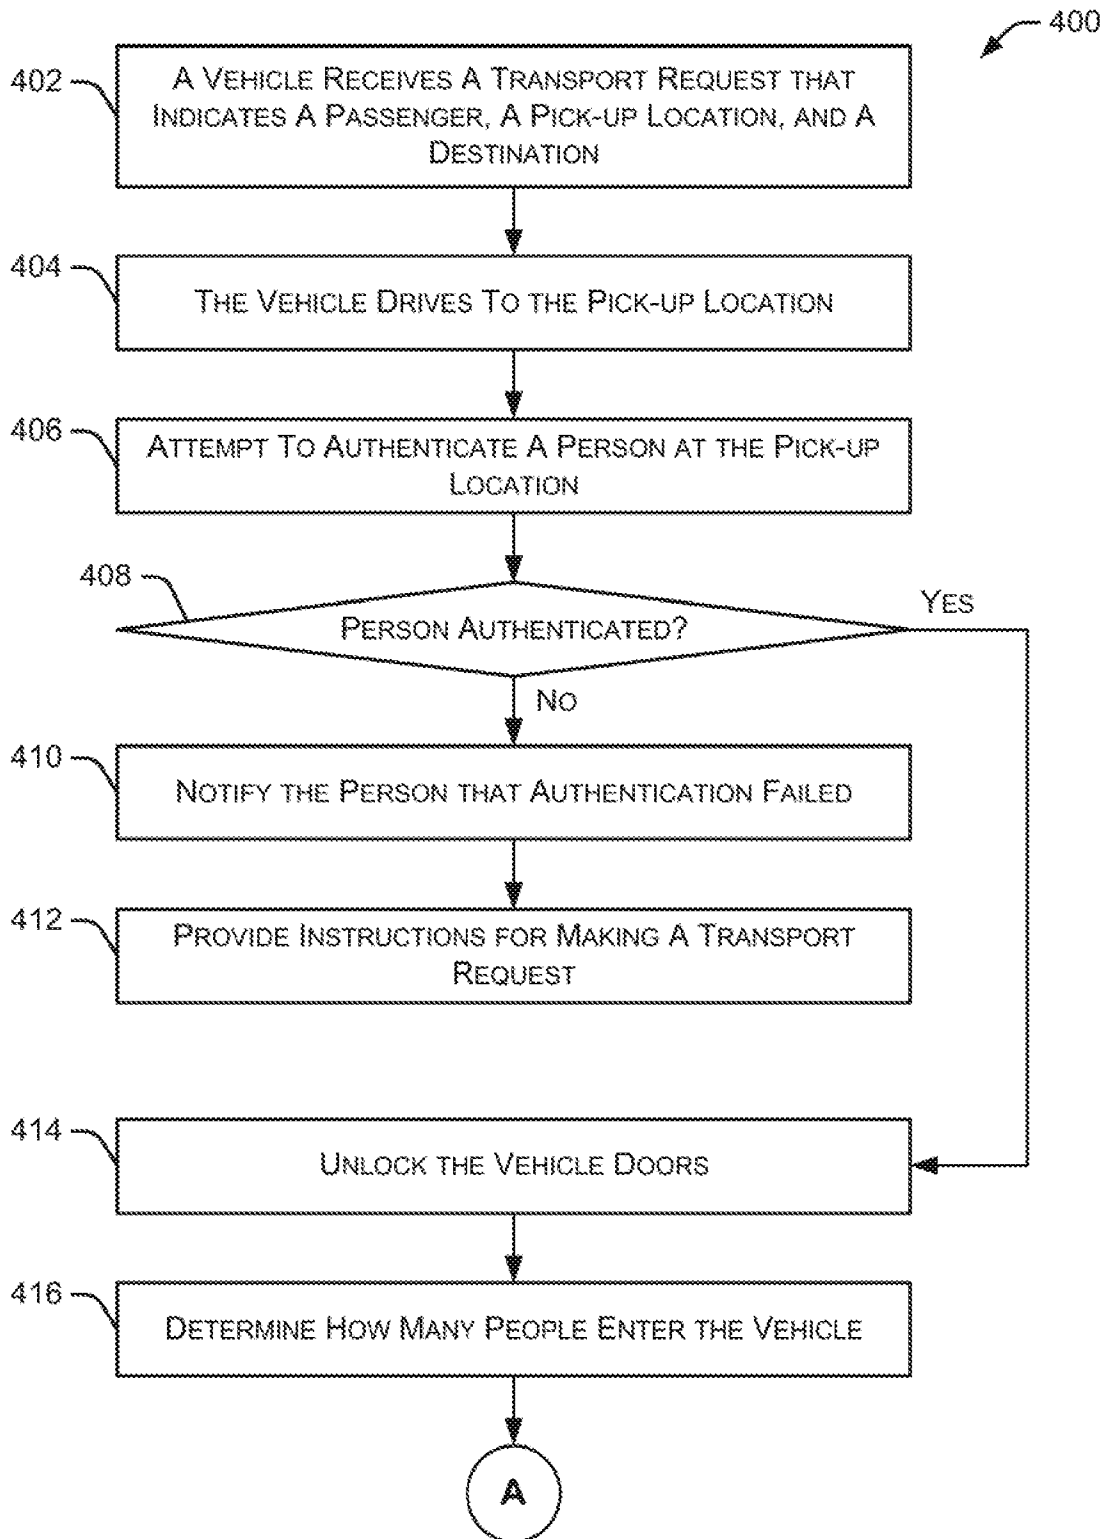 400
402
A VEHICLE RECEIVES A TRANSPORT REQUEST THAT
INDICATES A PASSENGER, A PICK-UP LOCATION, AND A
DESTINATION
404
THE VEHICLE DRIVES TO THE PICK-UP LOCATION
406
ATTEMPT TO AUTHENTICATE A PERSON AT THE PICK-UP
LOCATION
408
PERSON AUTHENTICATED?
YES
NO
410
NOTIFY THE PERSON THAT AUTHENTICATION FAILED
412
PROVIDE INSTRUCTIONS FOR MAKING A TRANSPORT
REQUEST
414
UNLOCK THE VEHICLE DOORS
416
DETERMINE HOW MANY PEOPLE ENTER THE VEHICLE
A